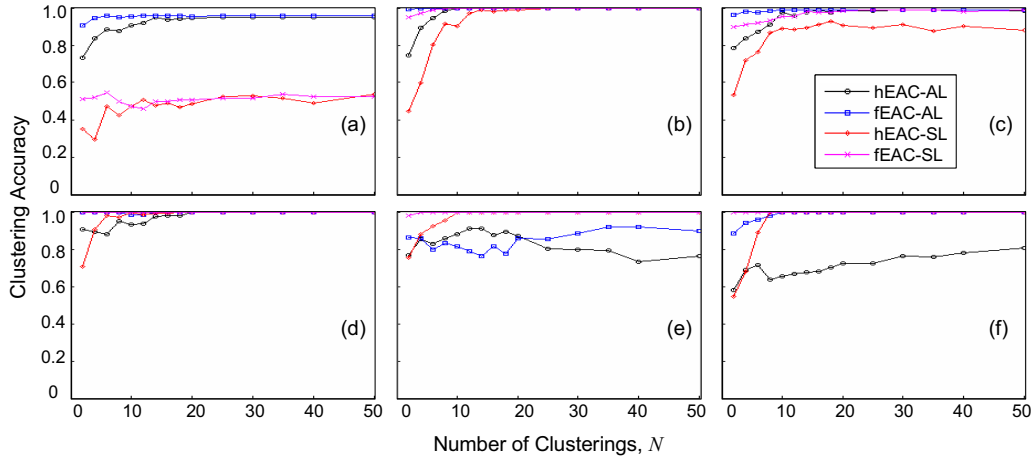 1.0
0.8
0.6
0.4
0.2
0
(a)
(b)
(c)
hEAC-AL
fEAC-AL
hEAC-SL
fEAC-SL
Clustering Accuracy
1.0
0.8
0.6
0.4
0.2
0
(d)
(e)
(f)
0 10 20 30 40 50
0 10 20 30 40 50
0 10 20 30 40 50
Number of Clusterings, N